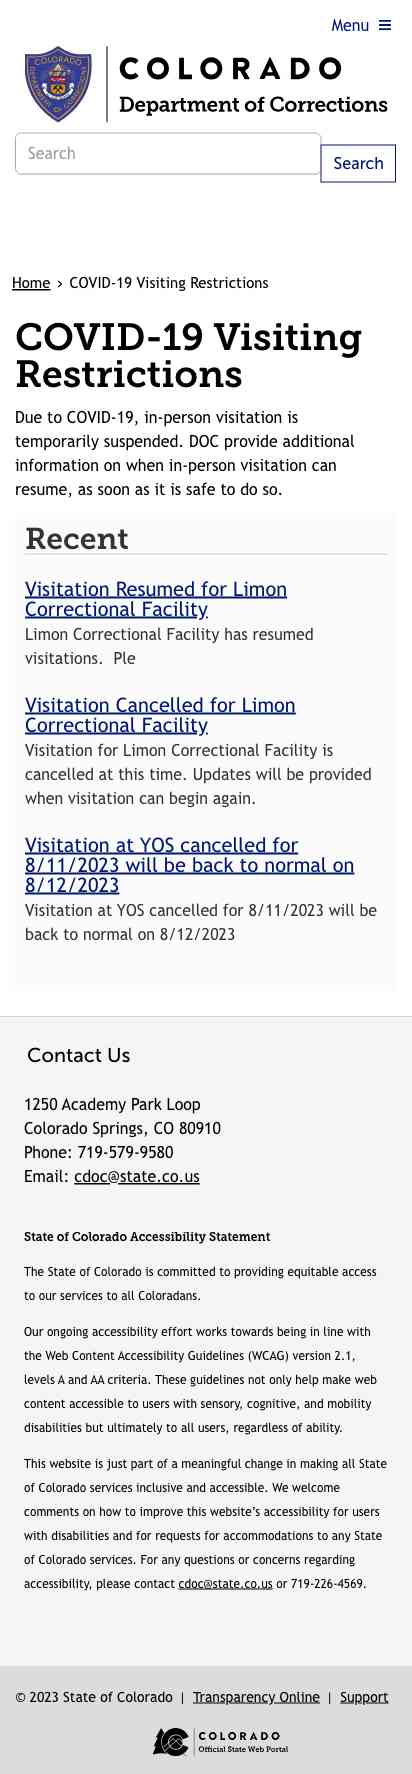 Menu
COLORADO
Department of Corrections
Search
Search
Home › COVID-19 Visiting Restrictions
COVID-19 Visiting
Restrictions
Due to COVID-19, in-person visitation is
temporarily suspended. DOC provide additional
information on when in-person visitation can
resume, as soon as it is safe to do so.
Recent
Visitation Resumed for Limon
Correctional Facility
Limon Correctional Facility has resumed
visitations.  Ple
Visitation Cancelled for Limon
Correctional Facility
Visitation for Limon Correctional Facility is
cancelled at this time. Updates will be provided
when visitation can begin again.
Visitation at YOS cancelled for
8/11/2023 will be back to normal on
8/12/2023
Visitation at YOS cancelled for 8/11/2023 will be
back to normal on 8/12/2023
Contact Us
1250 Academy Park Loop
Colorado Springs, CO 80910
Phone: 719-579-9580
Email: cdoc@state.co.us
State of Colorado Accessibility Statement
The State of Colorado is committed to providing equitable access
to our services to all Coloradans.
Our ongoing accessibility effort works towards being in line with
the Web Content Accessibility Guidelines (WCAG) version 2.1,
levels A and AA criteria. These guidelines not only help make web
content accessible to users with sensory, cognitive, and mobility
disabilities but ultimately to all users, regardless of ability.
This website is just part of a meaningful change in making all State
of Colorado services inclusive and accessible. We welcome
comments on how to improve this website's accessibility for users
with disabilities and for requests for accommodations to any State
of Colorado services. For any questions or concerns regarding
accessibility, please contact cdoc@state.co.us or 719-226-4569.
© 2023 State of Colorado | Transparency Online | Support
COLORADO
Official State Web Portal